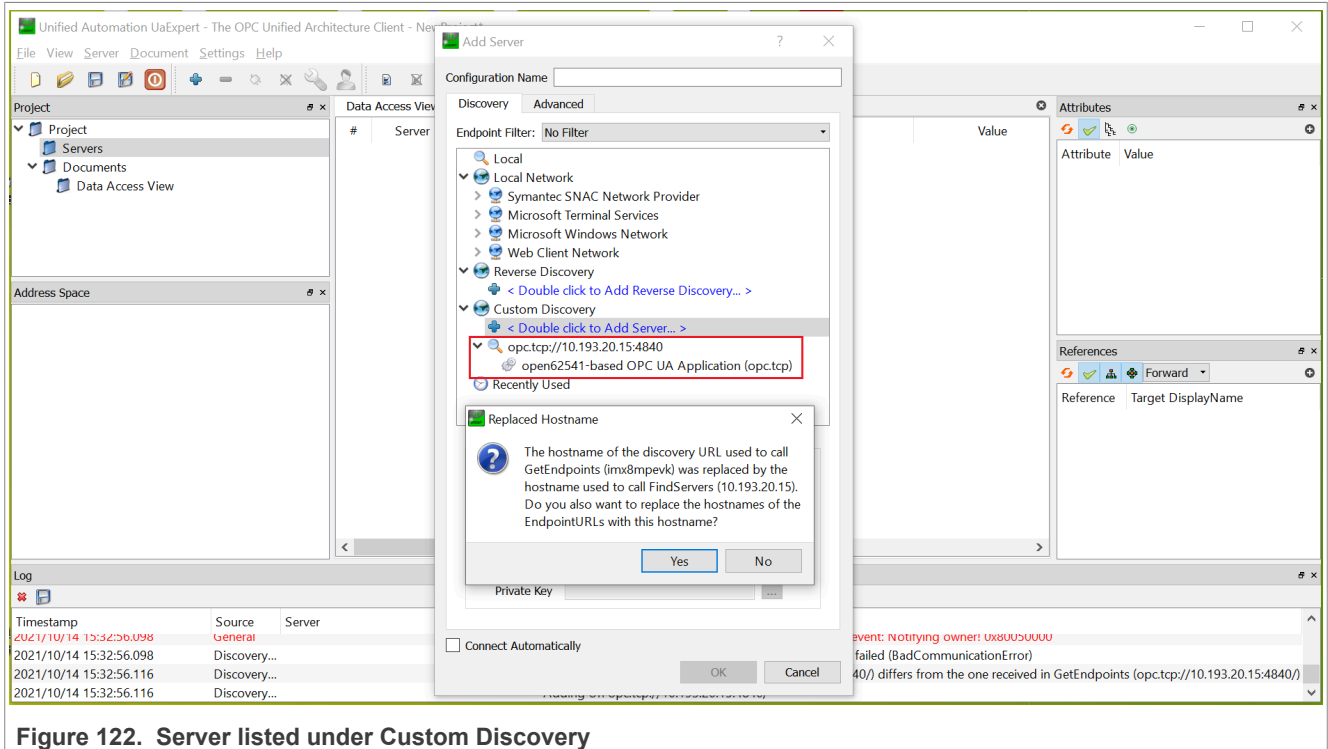 Unified Automation UaExpert - The OPC Unified Architecture Client - New
File View Server Document Settings Help
Project
Project
Servers
Documents
Data Access View
Address Space
Data Access View
# Server
Value
Attributes
Attribute Value
References
Forward
Reference Target DisplayName
Add Server
?
Configuration Name
Discovery Advanced
Endpoint Filter: No Filter
Local
Local Network
Symantec SNAC Network Provider
Microsoft Terminal Services
Microsoft Windows Network
Web Client Network
Reverse Discovery
< Double click to Add Reverse Discovery... >
Custom Discovery
< Double click to Add Server... >
opc.tcp://10.193.20.15:4840
open62541-based OPC UA Application (opc.tcp)
Recently Used
Replaced Hostname
The hostname of the discovery URL used to call
GetEndpoints (imx8mpevk) was replaced by the
hostname used to call FindServers (10.193.20.15).
Do you also want to replace the hostnames of the
EndpointURLs with this hostname?
Yes No
Private Key ...
Connect Automatically
OK Cancel
Log
Timestamp Source Server
2021/10/14 15:32:56.098 General event; Notifying owner! 0x80050000
2021/10/14 15:32:56.098 Discovery... failed (BadCommunicationError)
2021/10/14 15:32:56.116 Discovery... 40/) differs from the one received in GetEndpoints (opc.tcp://10.193.20.15:4840/)
2021/10/14 15:32:56.116 Discovery...
Figure 122. Server listed under Custom Discovery